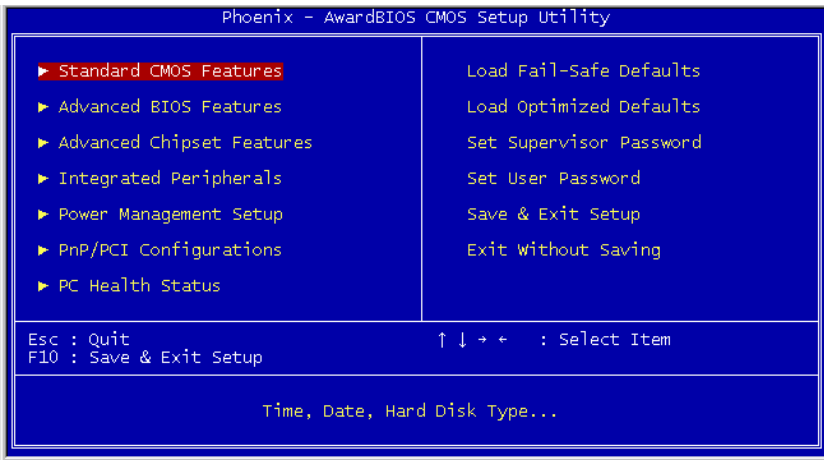 Phoenix - AwardBIOS CMOS Setup Utility
► Standard CMOS Features
► Advanced BIOS Features
► Advanced Chipset Features
► Integrated Peripherals
► Power Management Setup
► PnP/PCI Configurations
► PC Health Status
Load Fail-Safe Defaults
Load Optimized Defaults
Set Supervisor Password
Set User Password
Save & Exit Setup
Exit Without Saving
Esc : Quit
F10 : Save & Exit Setup
↑ ↓ → ← : Select Item
Time, Date, Hard Disk Type...